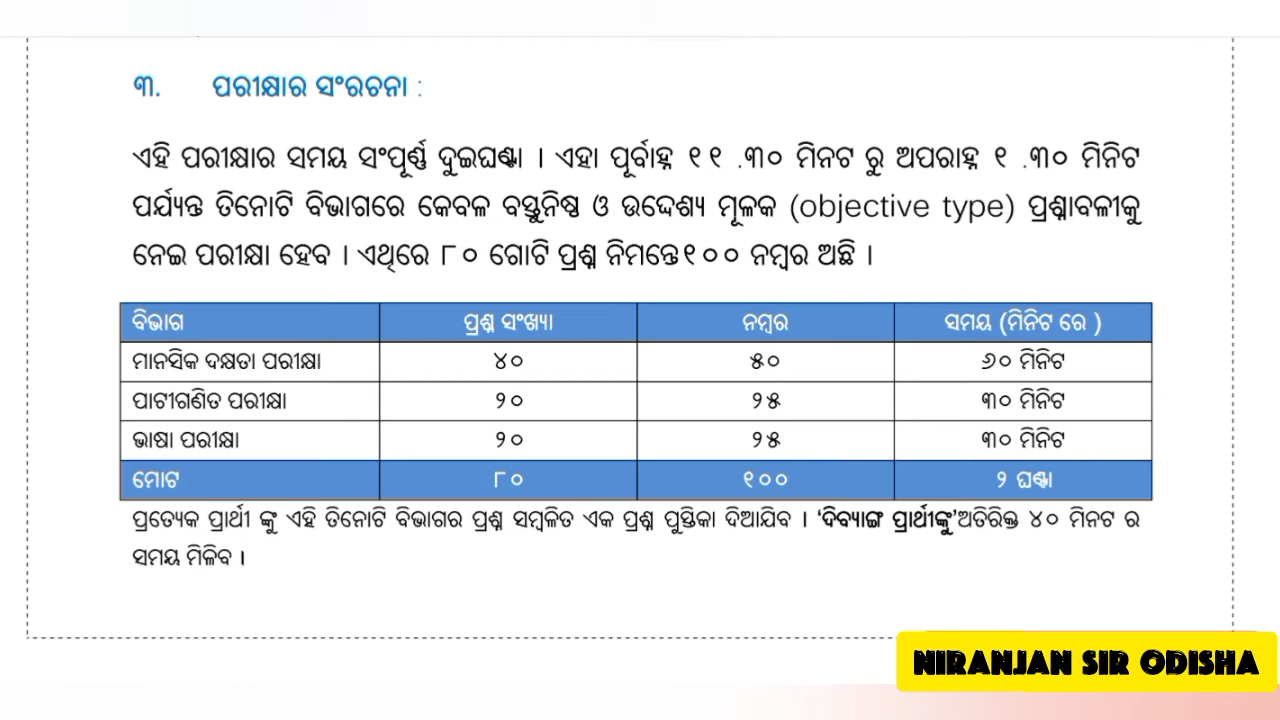 ୩. ପରୀକ୍ଷାର ସଂରଚନା :
ଏହି ପରୀକ୍ଷାର ସମୟ ସଂପୂର୍ଣ୍ଣ ଦୁଇଘଣ୍ଟା । ଏହା ପୂର୍ବାହ୍ନ ୧୧ .୩୦ ମିନଟ ରୁ ଅପରାହ୍ନ ୧ .୩୦ ମିନିଟ
ପର୍ଯ୍ୟନ୍ତ ତିନୋଟି ବିଭାଗରେ କେବଳ ବସ୍ତୁନିଷ୍ଠ ଓ ଉଦ୍ଦେଶ୍ୟ ମୂଳକ (objective type) ପ୍ରଶ୍ନାବଳୀକୁ
ନେଇ ପରୀକ୍ଷା ହେବ । ଏଥିରେ ୮୦ ଗୋଟି ପ୍ରଶ୍ନ ନିମନ୍ତେ୧୦୦ ନମ୍ବର ଅଛି ।
ବିଭାଗ ପ୍ରଶ୍ନ ସଂଖ୍ୟା ନମ୍ବର ସମୟ (ମିନିଟ ରେ )
ମାନସିକ ଦକ୍ଷତା ପରୀକ୍ଷା ୪୦ ୫୦ ୬୦ ମିନିଟ
ପାଟୀଗଣିତ ପରୀକ୍ଷା ୨୦ ୨୫ ୩୦ ମିନିଟ
ଭାଷା ପରୀକ୍ଷା ୨୦ ୨୫ ୩୦ ମିନିଟ
ମୋଟ ୮୦ ୧୦୦ ୨ ଘଣ୍ଟା
ପ୍ରତ୍ୟେକ ପ୍ରାର୍ଥୀ ଙ୍କୁ ଏହି ତିନୋଟି ବିଭାଗର ପ୍ରଶ୍ନ ସମ୍ବଳିତ ଏକ ପ୍ରଶ୍ନ ପୁସ୍ତିକା ଦିଆଯିବ । ‘ଦିବ୍ୟାଙ୍ଗ ପ୍ରାର୍ଥୀଙ୍କୁ’ଅତିରିକ୍ତ ୪୦ ମିନଟ ର
ସମୟ ମିଳିବ ।
NIRANJAN SIR ODISHA